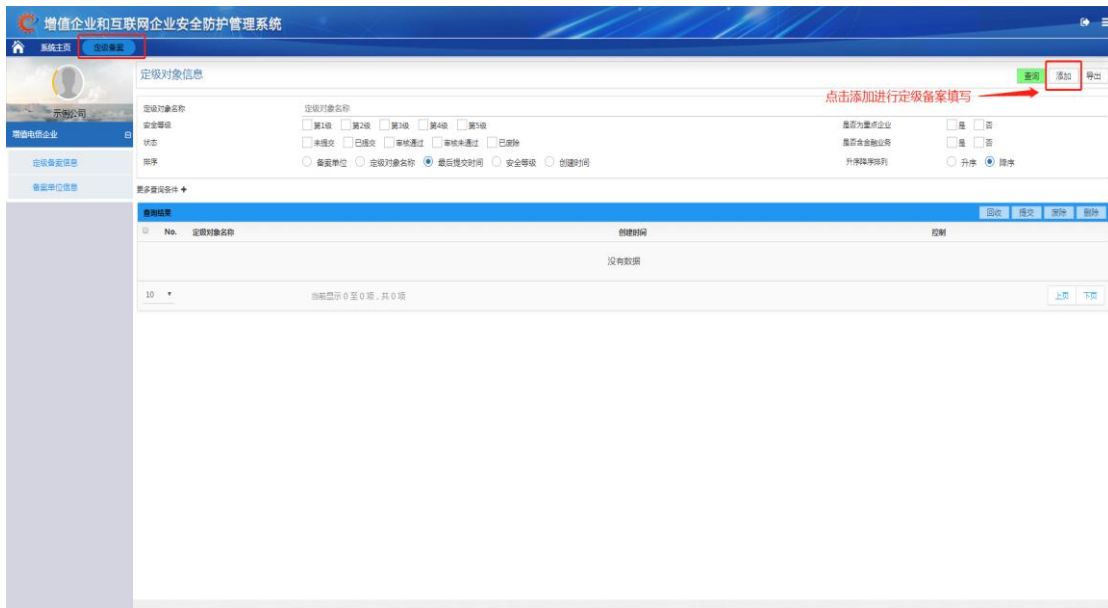 增值企业和互联网企业安全防护管理系统
系统主页 定级备案
示例公司
增值电信企业
定级备案信息
备案单位信息
定级对象信息 查询 添加 导出
点击添加进行定级备案填写
定级对象名称 定级对象名称
安全等级 第1级 第2级 第3级 第4级 第5级 是否为重点企业 是 否
状态 未提交 已提交 审核通过 审核未通过 已废除 是否含金融业务 是 否
排序 备案单位 定级对象名称 最后提交时间 安全等级 创建时间 升序降序排列 升序 降序
更多查询条件 +
查询结果 回收 提交 废除 删除
No. 定级对象名称 创建时间 控制
没有数据
10 当前显示 0 至 0 项，共 0 项 上页 下页